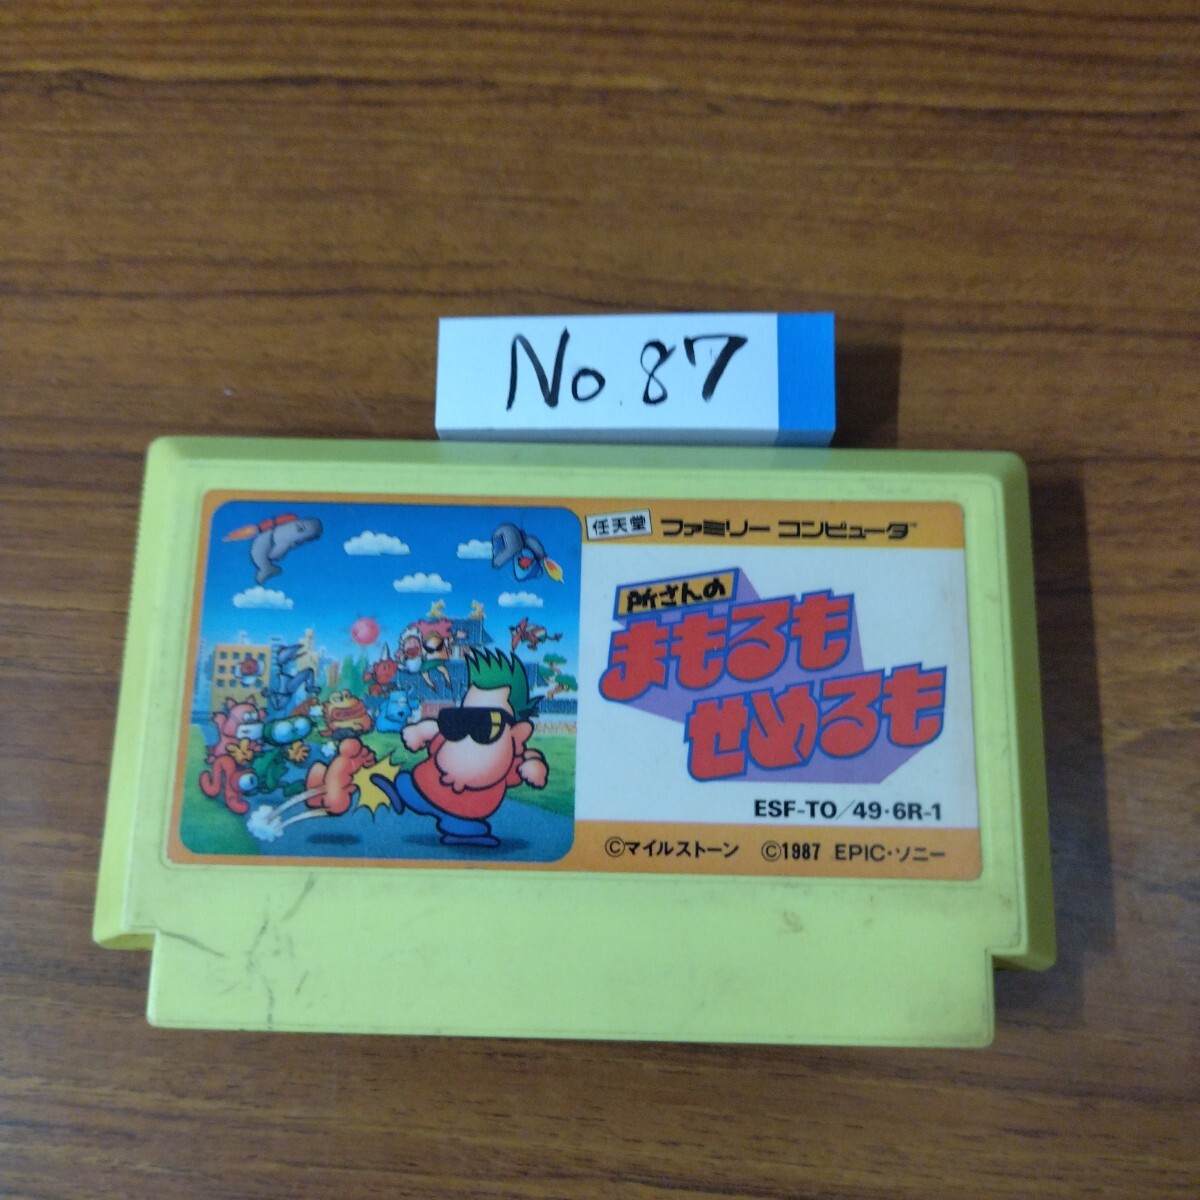 No.87
任天堂 ファミリー コンピュータ™
所さんの
まもるも
せめるも
ESF-TO/49・6R-1
©マイルストーン ©1987 EPIC・ソニー